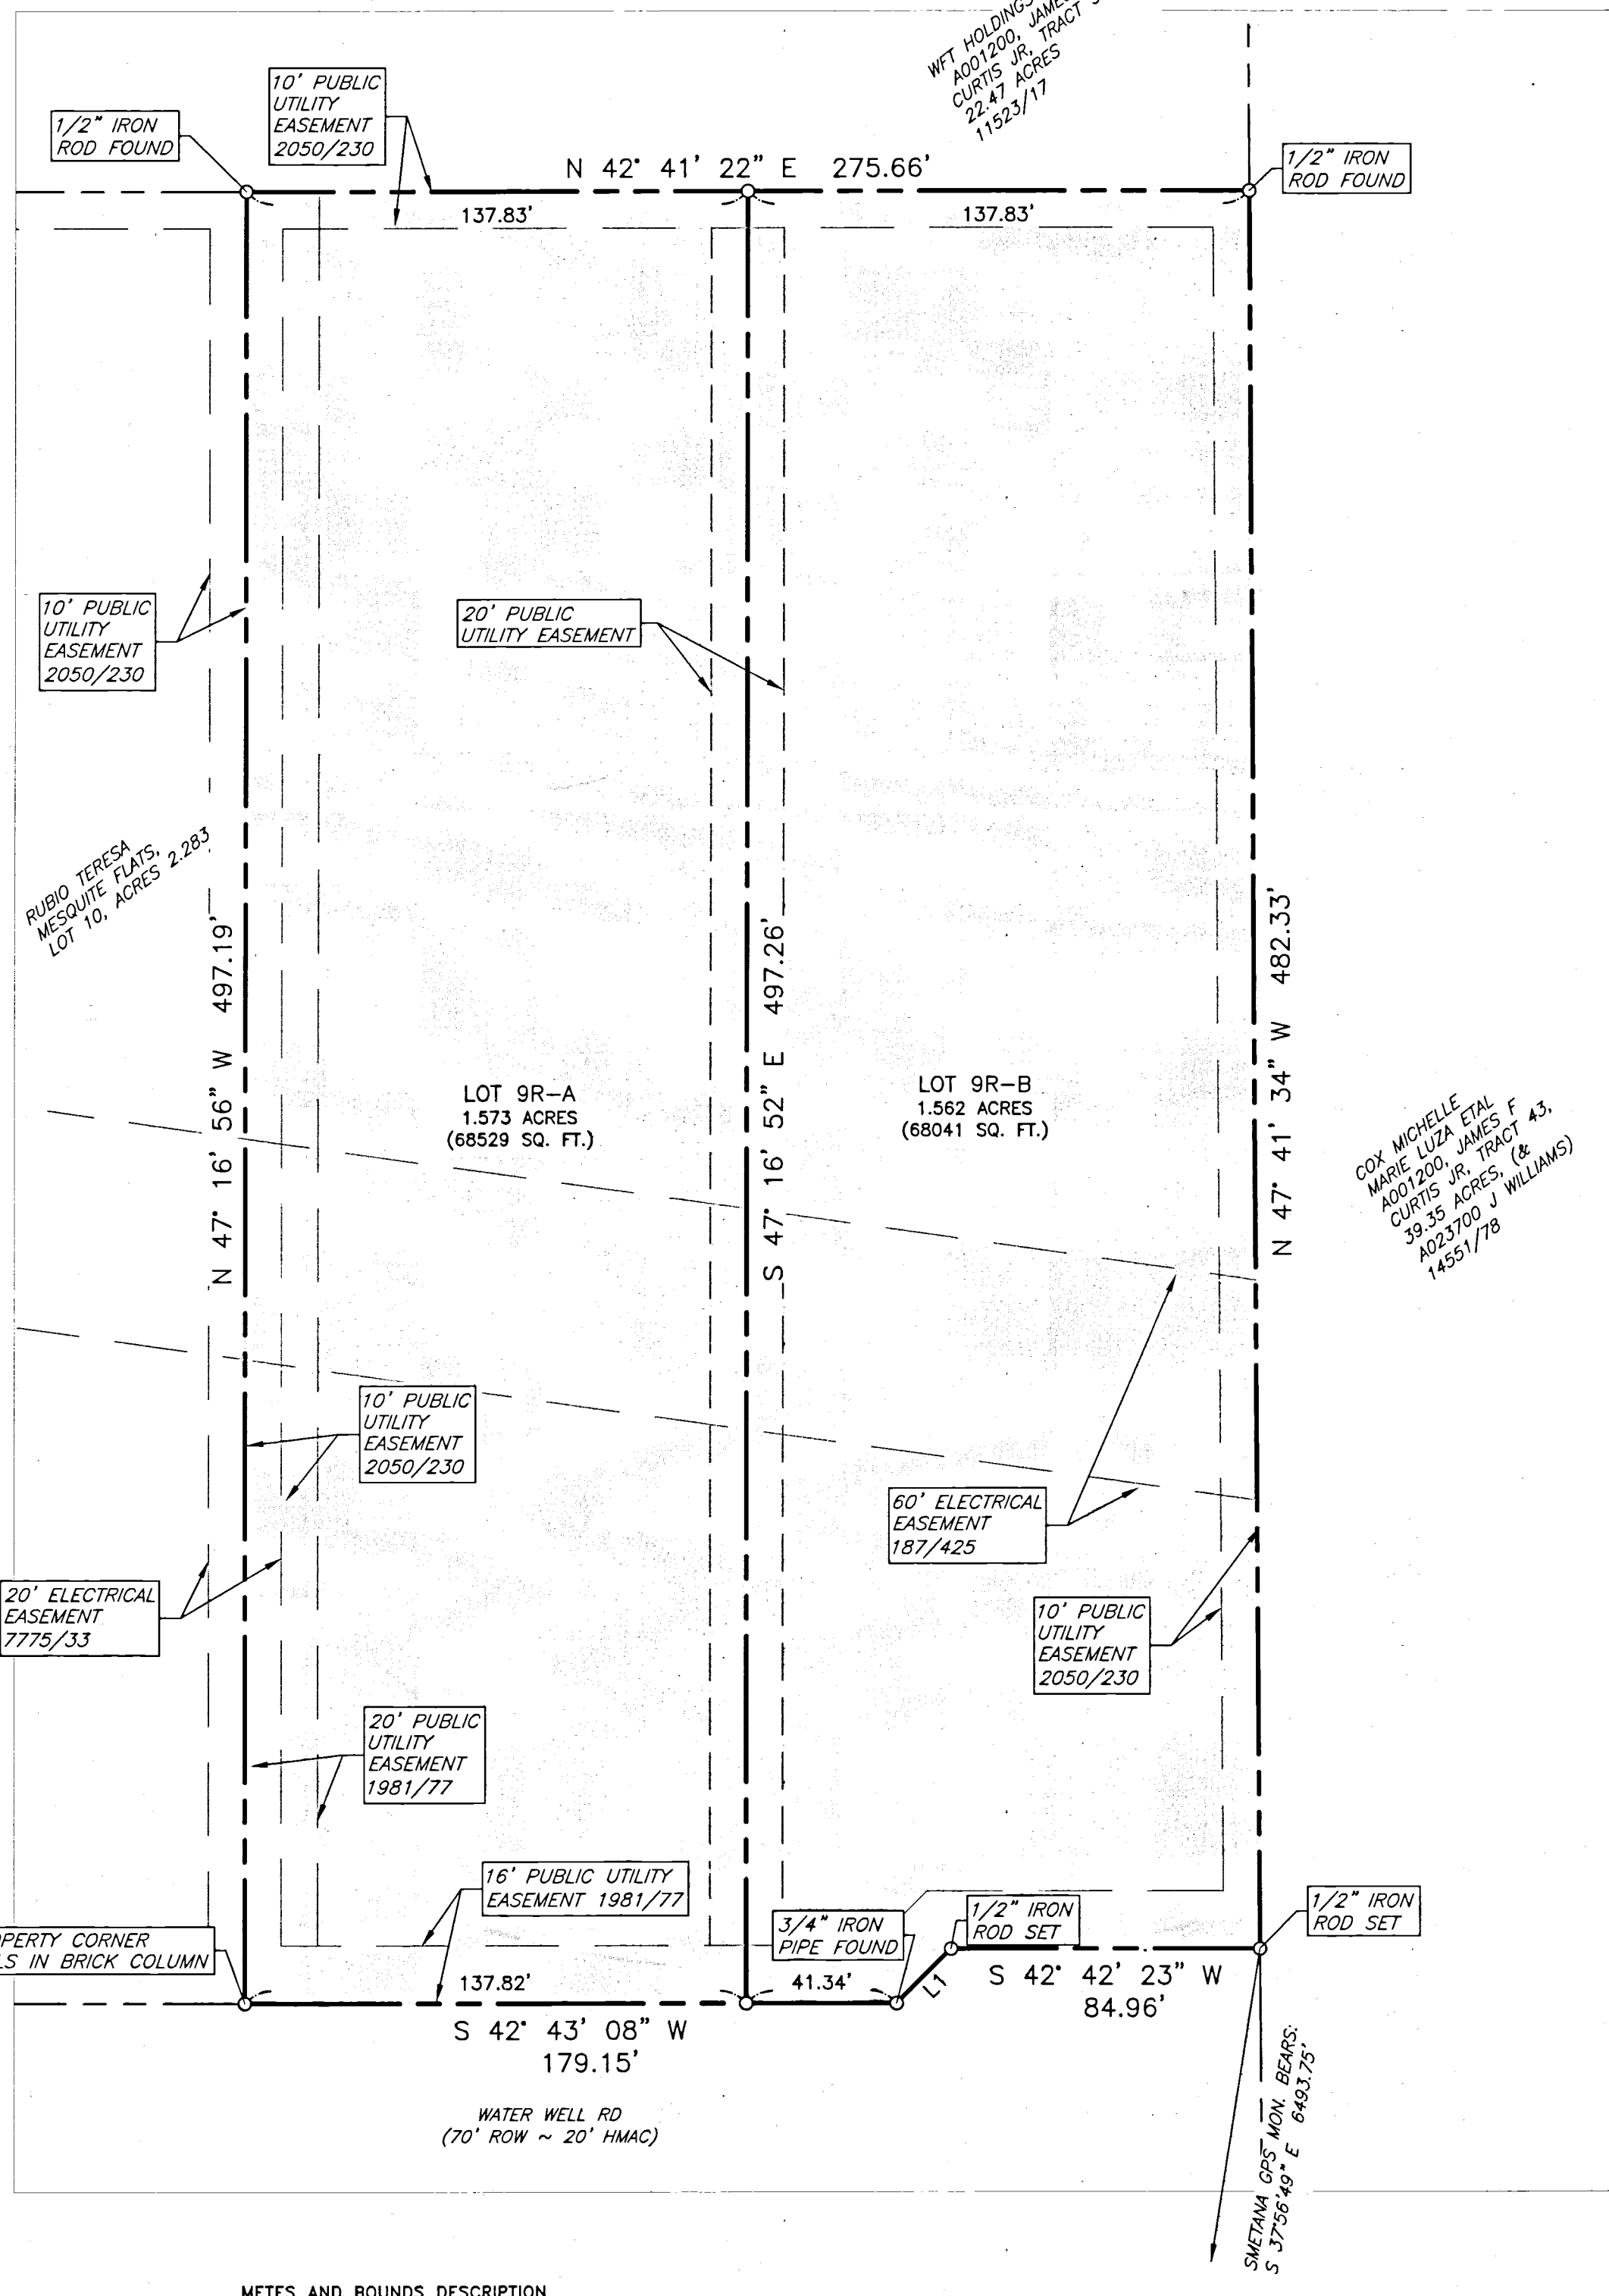 WFT HOLDINGS
A001200, JAMES
CURTIS JR, TRACT
22.47 ACRES
11523/17
10' PUBLIC
UTILITY
EASEMENT
2050/230
1/2" IRON
ROD FOUND
N 42° 41' 22" E 275.66'
1/2" IRON
ROD FOUND
137.83'
137.83'
10' PUBLIC
UTILITY
EASEMENT
2050/230
20' PUBLIC
UTILITY EASEMENT
RUBIO TERESA
MESQUITE FLATS,
LOT 10, ACRES 2.283
N 47° 16' 56" W 497.19'
S 47° 16' 52" E 497.26'
N 47° 41' 34" W 482.33'
LOT 9R-A
1.573 ACRES
(68529 SQ. FT.)
LOT 9R-B
1.562 ACRES
(68041 SQ. FT.)
COX MICHELLE
MARIE LUZA ETAL
A001200, JAMES F
CURTIS JR, TRACT 43,
39.35 ACRES, (&
A023700 J WILLIAMS)
14551/78
10' PUBLIC
UTILITY
EASEMENT
2050/230
60' ELECTRICAL
EASEMENT
187/425
20' ELECTRICAL
EASEMENT
7775/33
10' PUBLIC
UTILITY
EASEMENT
2050/230
20' PUBLIC
UTILITY
EASEMENT
1981/77
16' PUBLIC UTILITY
EASEMENT 1981/77
3/4" IRON
PIPE FOUND
1/2" IRON
ROD SET
1/2" IRON
ROD SET
OPERTY CORNER
LS IN BRICK COLUMN
137.82'
41.34'
L1
S 42° 42' 23" W
84.96'
S 42° 43' 08" W
179.15'
WATER WELL RD
(70' ROW ~ 20' HMAC)
SMETANA GPS MON. BEARS:
S 37°56'49" E 6493.75'
METES AND BOUNDS DESCRIPTION